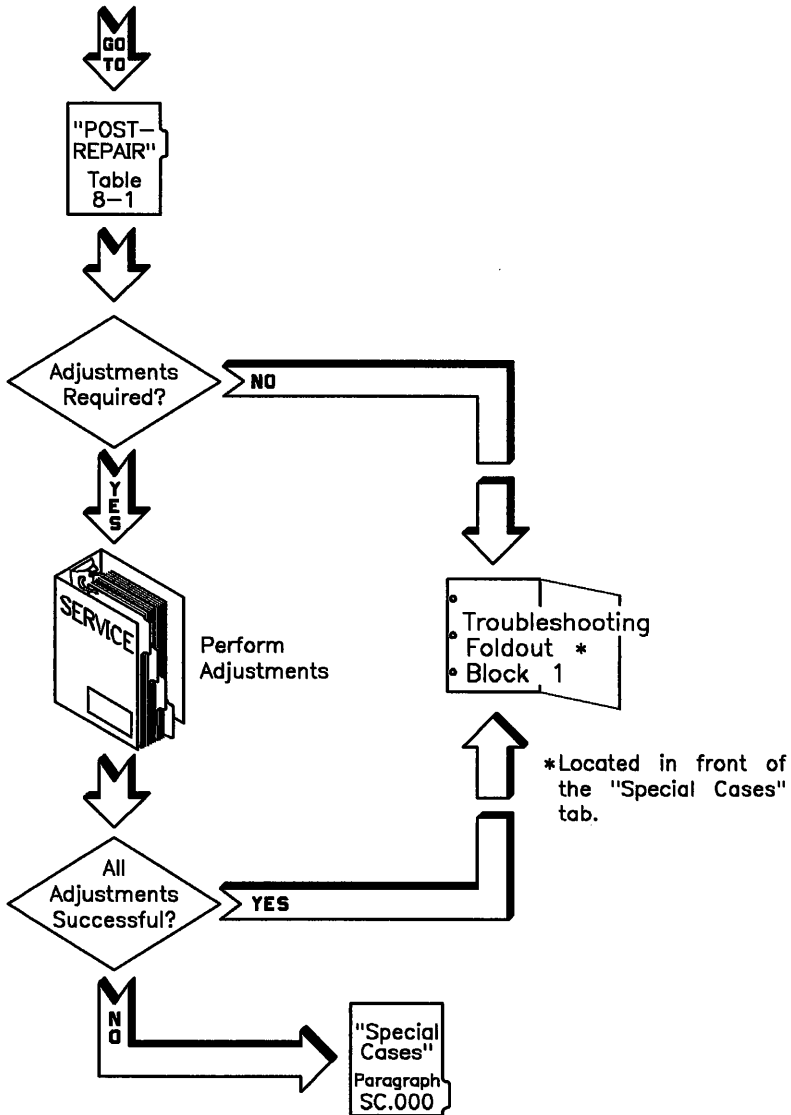 GO
TO
"POST-
REPAIR"
Table
8-1
Adjustments
Required?
NO
YES
SERVICE
Perform
Adjustments
Troubleshooting
Foldout *
Block 1
*Located in front of
the "Special Cases"
tab.
All
Adjustments
Successful?
YES
NO
"Special
Cases"
Paragraph
SC.000